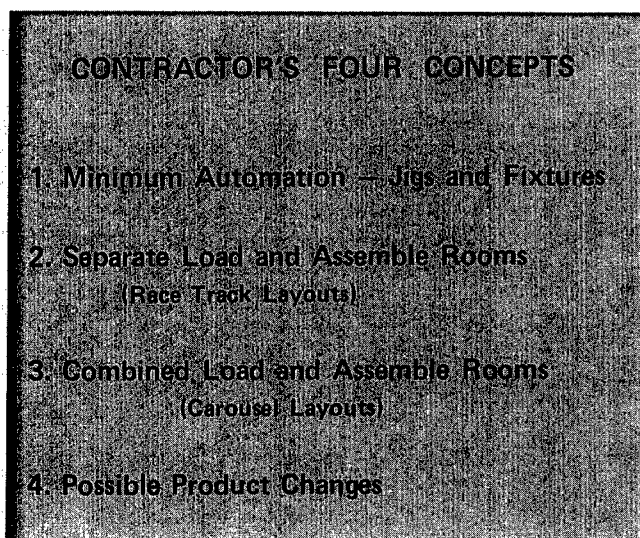 CONTRACTOR'S FOUR CONCEPTS
1. Minimum Automation — Jigs and Fixtures
2. Separate Load and Assemble Rooms
(Race Track Layouts)
3. Combined Load and Assemble Rooms
(Carousel Layouts)
4. Possible Product Changes